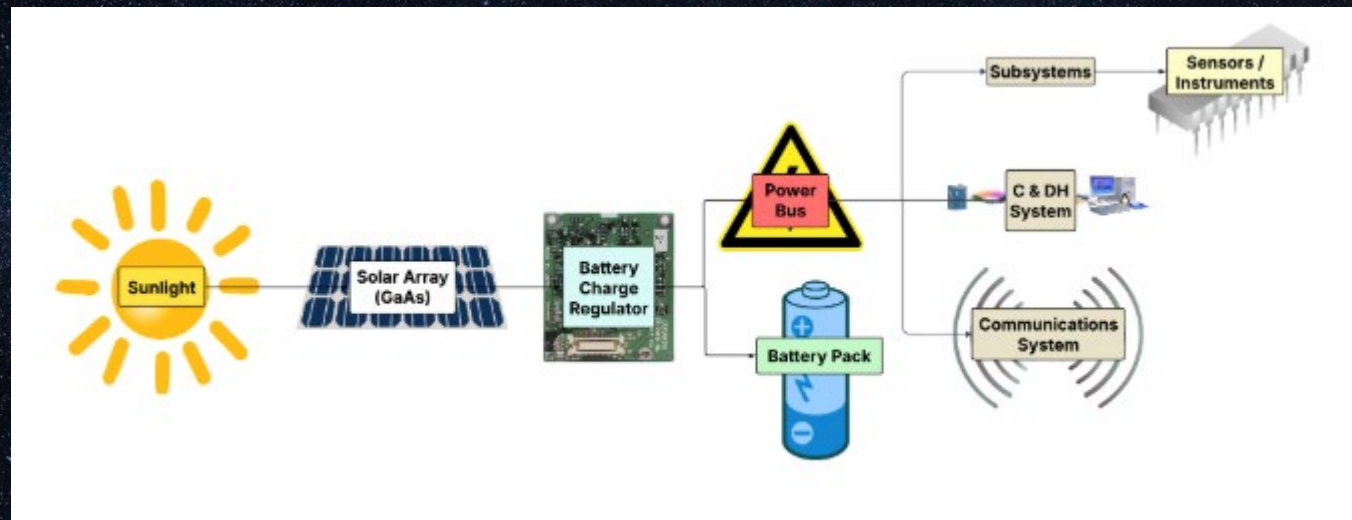 Sunlight
Solar Array
(GaAs)
Battery
Charge
Regulator
Power
Bus
Battery Pack
Subsystems
Sensors /
Instruments
C & DH
System
Communications
System